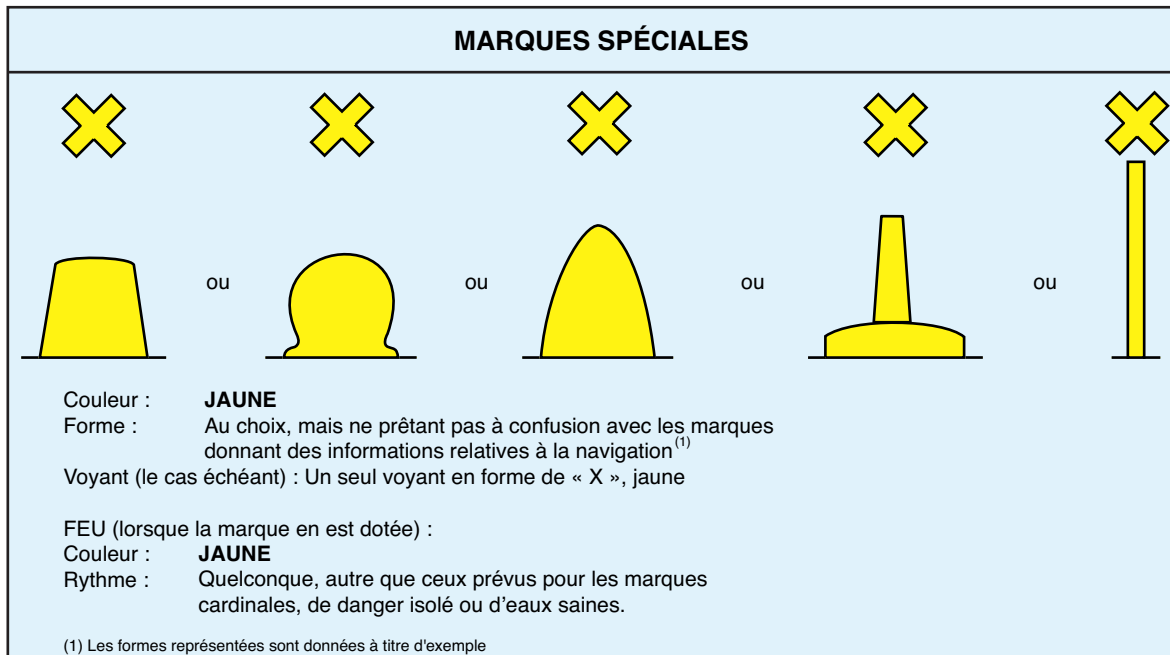 MARQUES SPÉCIALES
ou ou ou ou
Couleur : JAUNE
Forme : Au choix, mais ne prêtant pas à confusion avec les marques
donnant des informations relatives à la navigation(1)
Voyant (le cas échéant) : Un seul voyant en forme de « X », jaune
FEU (lorsque la marque en est dotée) :
Couleur : JAUNE
Rythme : Quelconque, autre que ceux prévus pour les marques
cardinales, de danger isolé ou d'eaux saines.
(1) Les formes représentées sont données à titre d'exemple